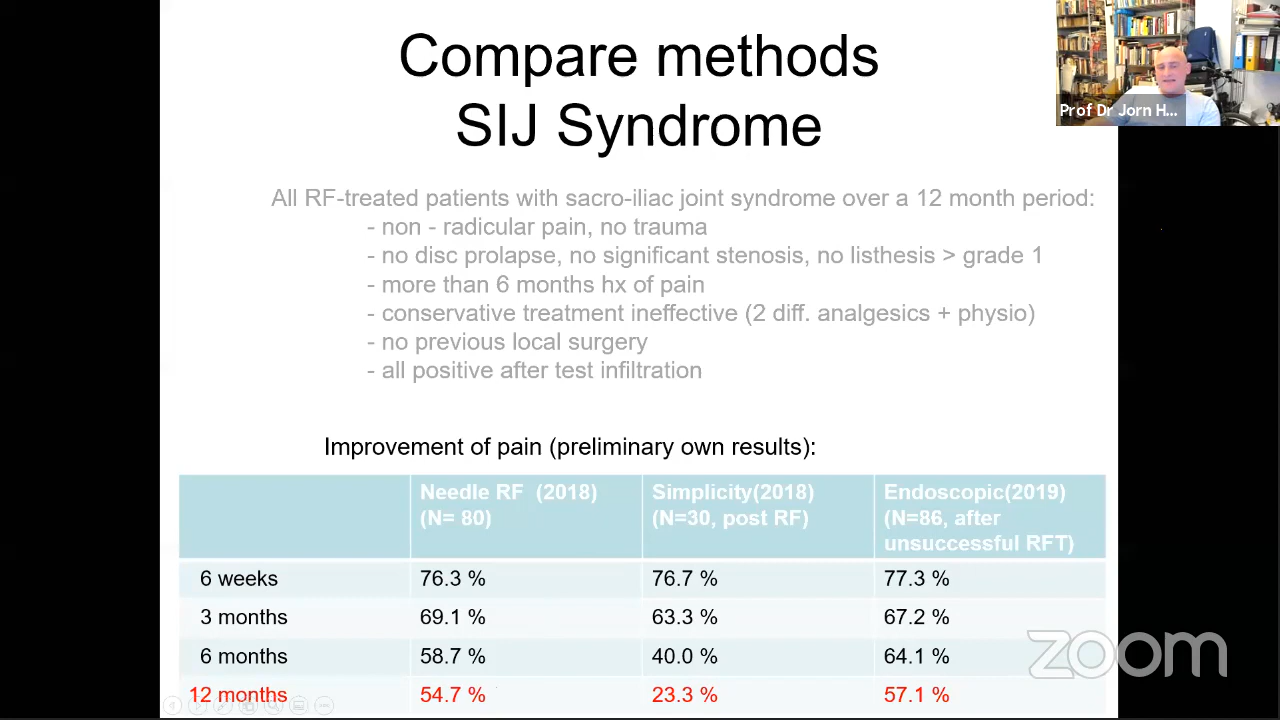 Compare methods
SIJ Syndrome
Prof Dr Jorn H...
All RF-treated patients with sacro-iliac joint syndrome over a 12 month period:
- non - radicular pain, no trauma
- no disc prolapse, no significant stenosis, no listhesis > grade 1
- more than 6 months hx of pain
- conservative treatment ineffective (2 diff. analgesics + physio)
- no previous local surgery
- all positive after test infiltration
Improvement of pain (preliminary own results):
Needle RF (2018) Simplicity(2018) Endoscopic(2019)
(N= 80) (N=30, post RF) (N=86, after
unsuccessful RFT)
6 weeks 76.3 % 76.7 % 77.3 %
3 months 69.1 % 63.3 % 67.2 %
6 months 58.7 % 40.0 % 64.1 %
12 months 54.7 % 23.3 % 57.1 %
zoom